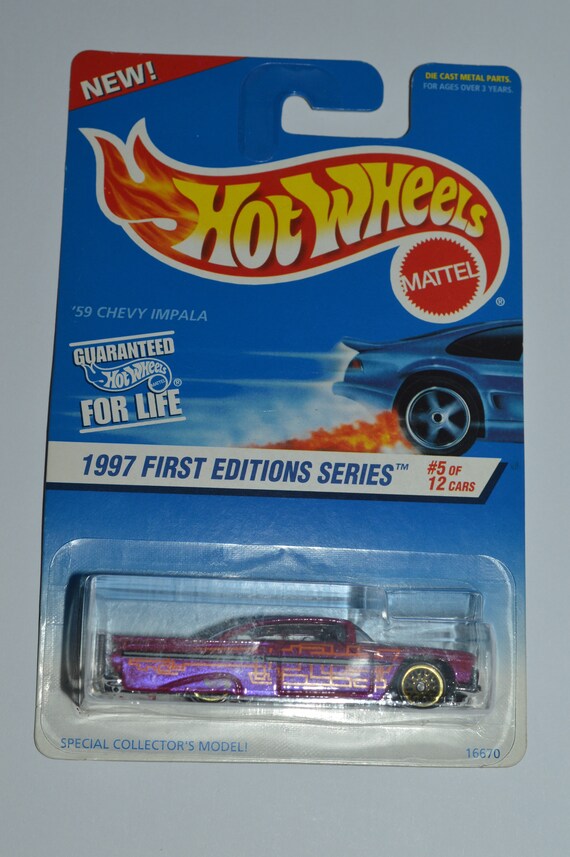 NEW!
DIE CAST METAL PARTS.
FOR AGES OVER 3 YEARS.
HOT WHEELS
MATTEL
®
'59 CHEVY IMPALA
GUARANTEED
HOT WHEELS
MATTEL
®
FOR LIFE
1997 FIRST EDITIONS SERIES™
#5 OF
12 CARS
SPECIAL COLLECTOR'S MODEL!
16670